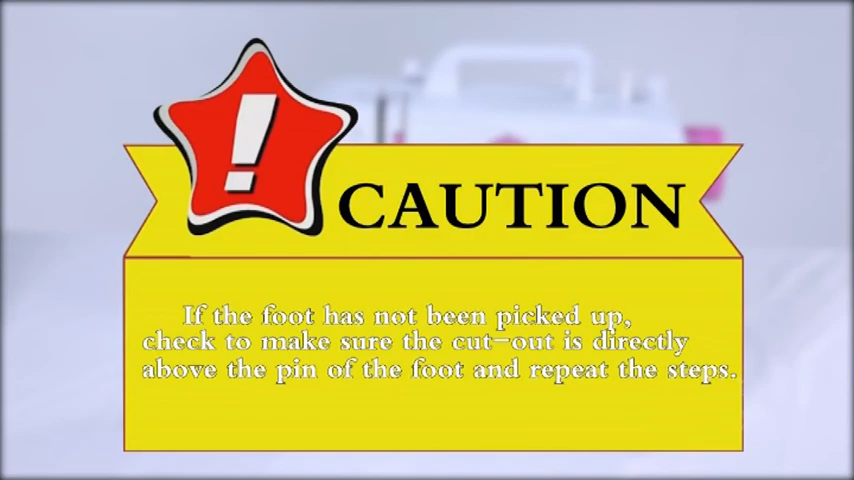 !
CAUTION
If the foot has not been picked up,
check to make sure the cut-out is directly
above the pin of the foot and repeat the steps.